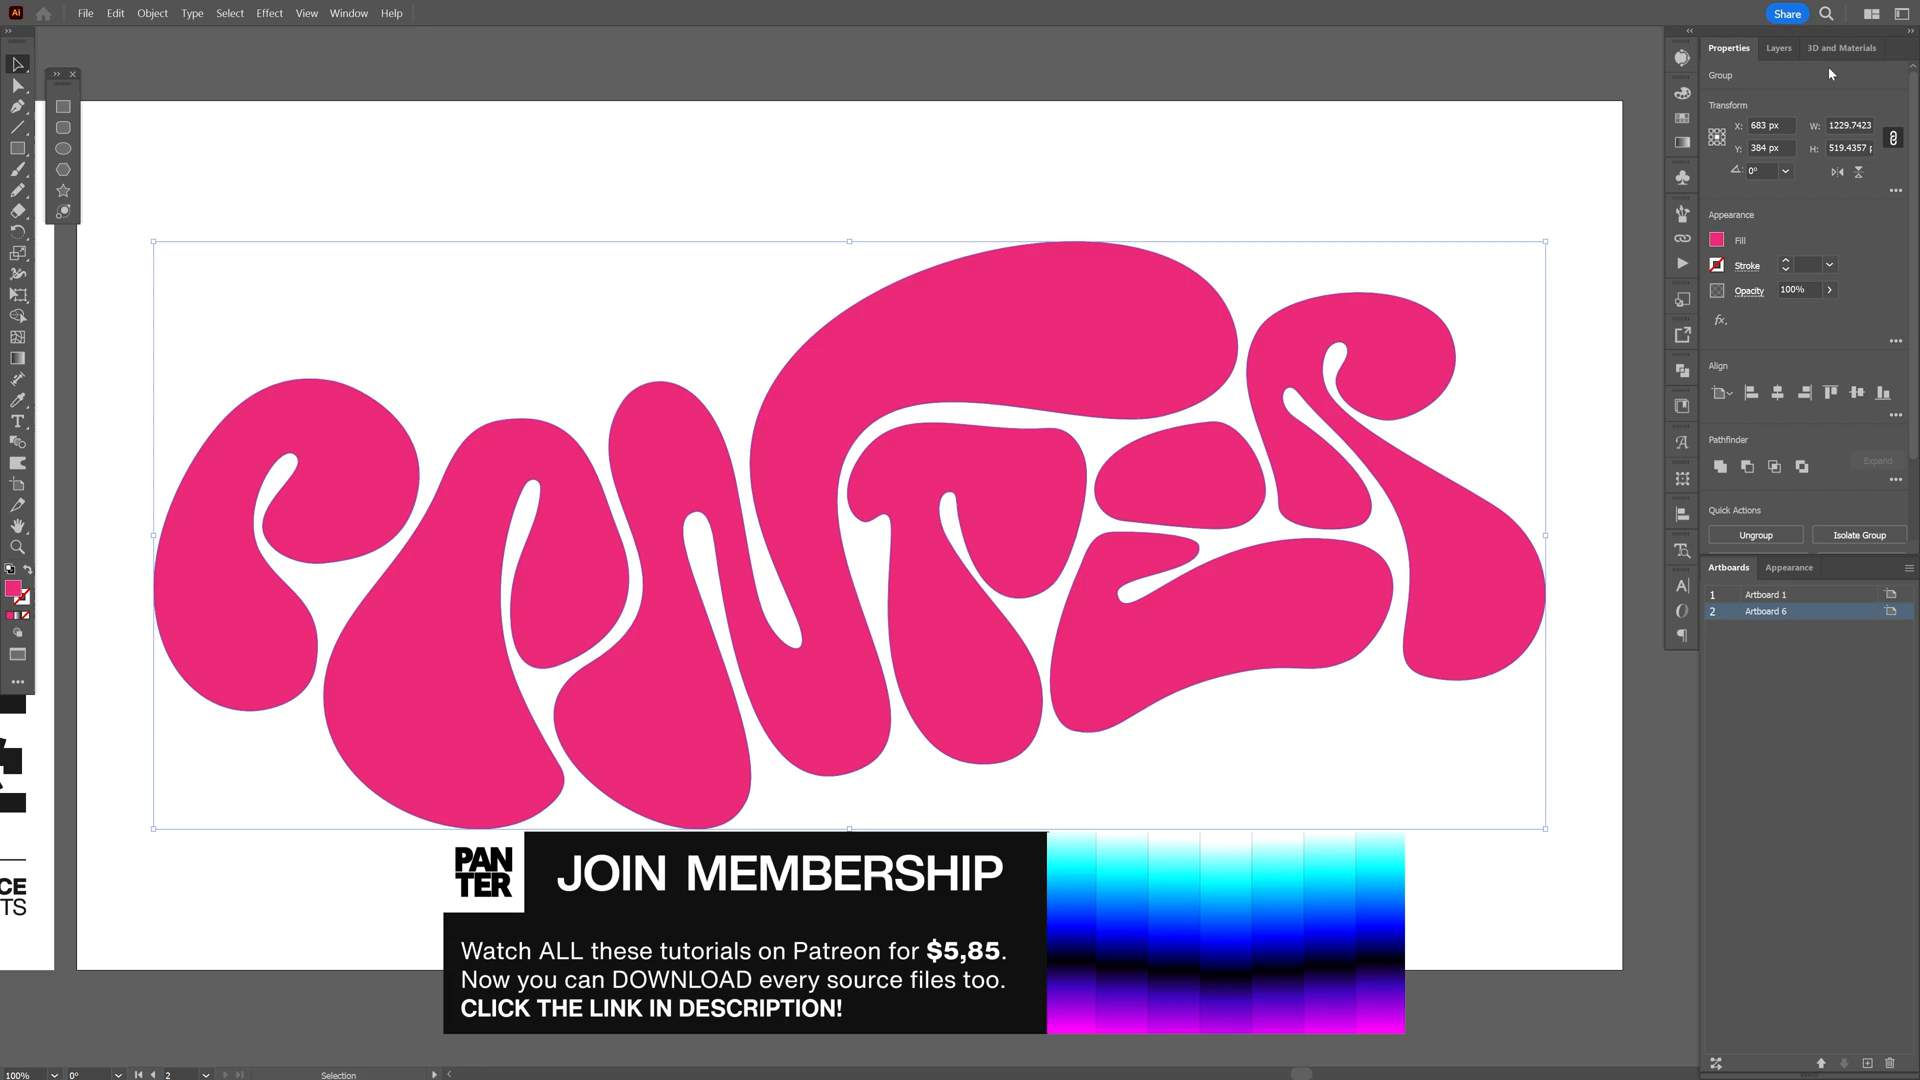 Ai File Edit Object Type Select Effect View Window Help
Share
Properties Layers 3D and Materials
Group
Transform
X: 683 px W: 1229.7423
Y: 384 px H: 519.4357
0°
Appearance
Fill
Stroke
Opacity 100%
fx.
Align
Pathfinder
Expand
Quick Actions
Ungroup Isolate Group
Artboards Appearance
1 Artboard 1
2 Artboard 6
PANTER
CE
TS
PAN
TER
JOIN MEMBERSHIP
Watch ALL these tutorials on Patreon for $5,85.
Now you can DOWNLOAD every source files too.
CLICK THE LINK IN DESCRIPTION!
100% 0° 2 Selection